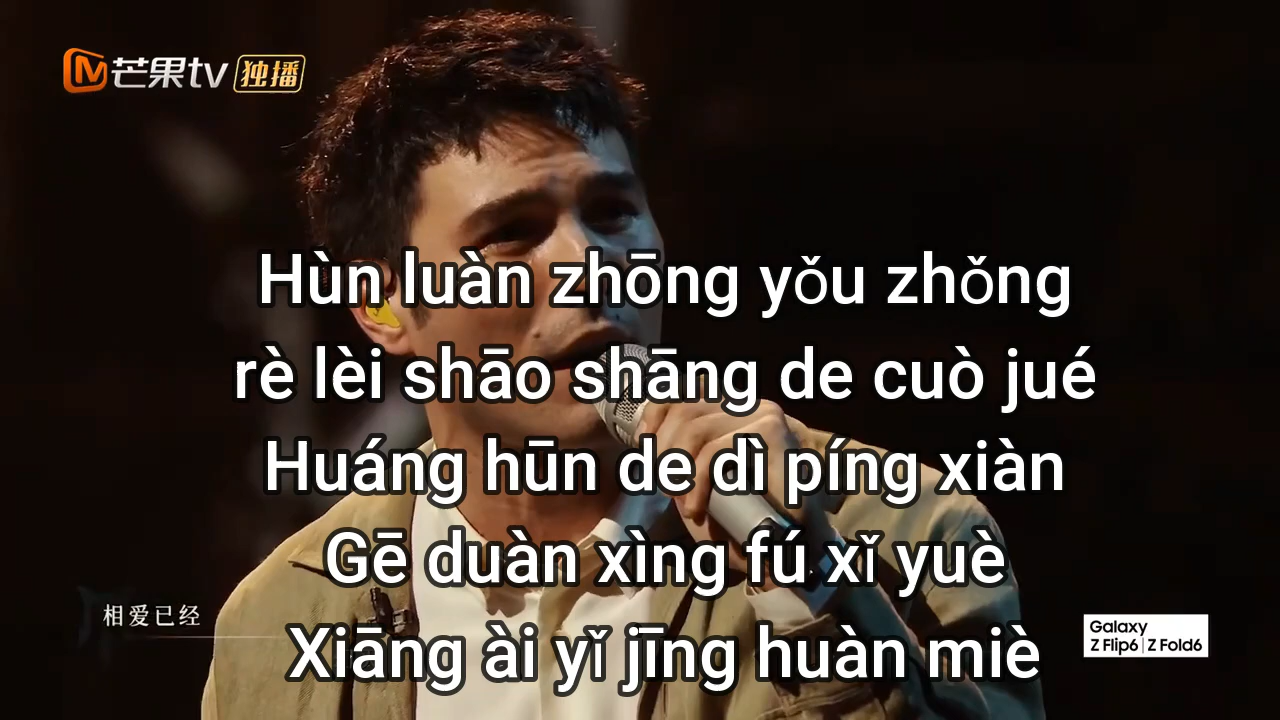 芒果tv 独播
Hùn luàn zhōng yǒu zhǒng
rè lèi shāo shāng de cuò jué
Huáng hūn de dì píng xiàn
Gē duàn xìng fú xǐ yuè
Xiāng ài yǐ jīng huàn miè
相爱已经
Galaxy
Z Flip6 | Z Fold6